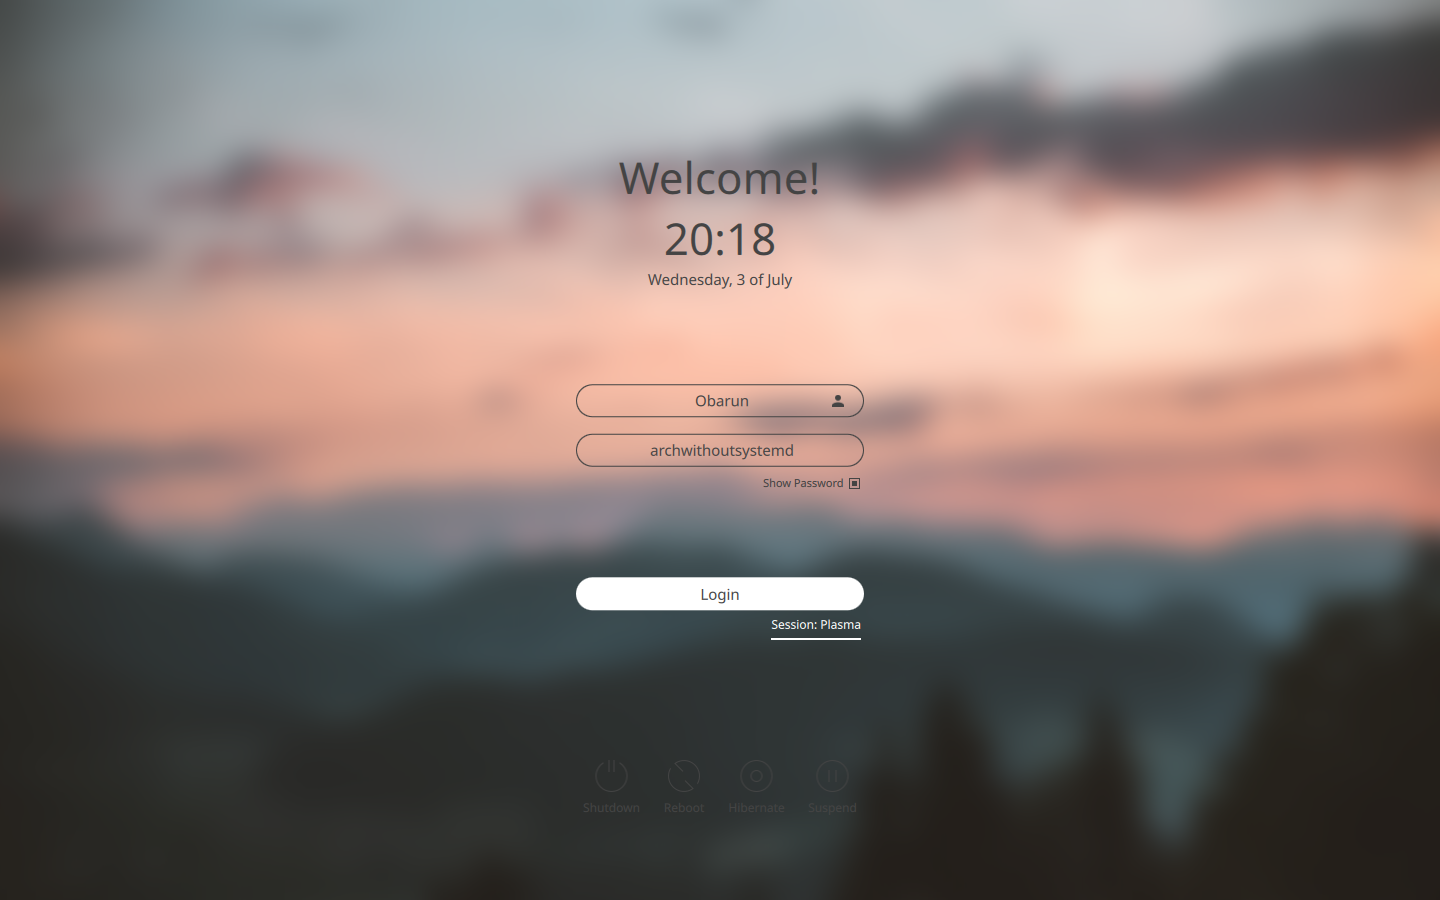 Welcome!
20:18
Wednesday, 3 of July
Obarun
archwithoutsystemd
Show Password
Login
Session: Plasma
Shutdown Reboot Hibernate Suspend